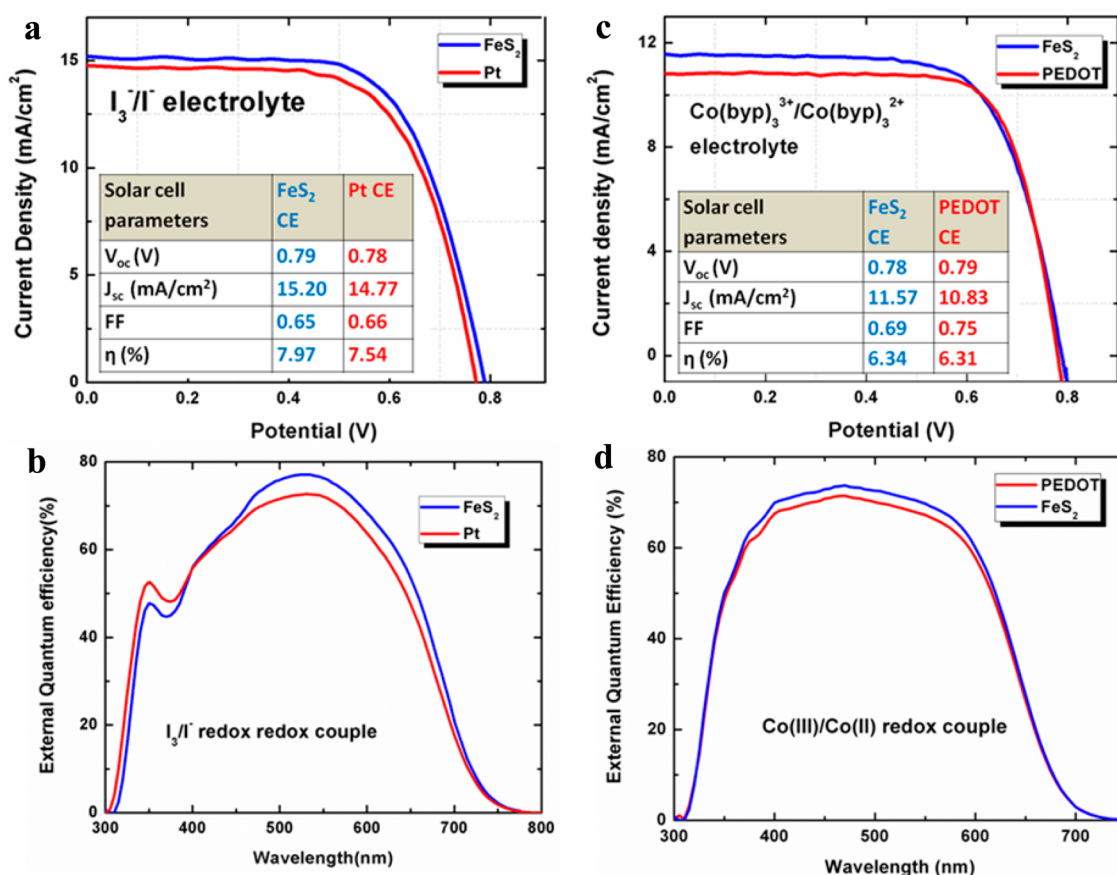 a
FeS₂
Pt
I₃⁻/I⁻ electrolyte
Solar cell parameters FeS₂ CE Pt CE
Vₒc (V) 0.79 0.78
Jsc (mA/cm²) 15.20 14.77
FF 0.65 0.66
η (%) 7.97 7.54
Current Density (mA/cm²)
15
10
5
0
0.0 0.2 0.4 0.6 0.8
Potential (V)
c
FeS₂
PEDOT
Co(byp)₃³⁺/Co(byp)₃²⁺
electrolyte
Solar cell parameters FeS₂ CE PEDOT CE
Vₒc (V) 0.78 0.79
Jsc (mA/cm²) 11.57 10.83
FF 0.69 0.75
η (%) 6.34 6.31
Current density (mA/cm²)
12
8
4
0
0.0 0.2 0.4 0.6 0.8
Potential (V)
b
FeS₂
Pt
I₃/I⁻ redox redox couple
External Quantum efficiency(%)
80
60
40
20
0
300 400 500 600 700 800
Wavelength(nm)
d
PEDOT
FeS₂
Co(III)/Co(II) redox couple
External Quantum Efficiency (%)
80
60
40
20
0
300 400 500 600 700
Wavelength (nm)